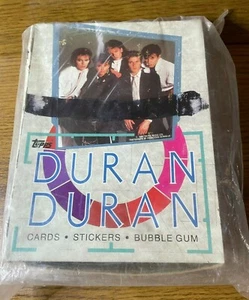 Topps
DURAN
DURAN
CARDS • STICKERS • BUBBLE GUM